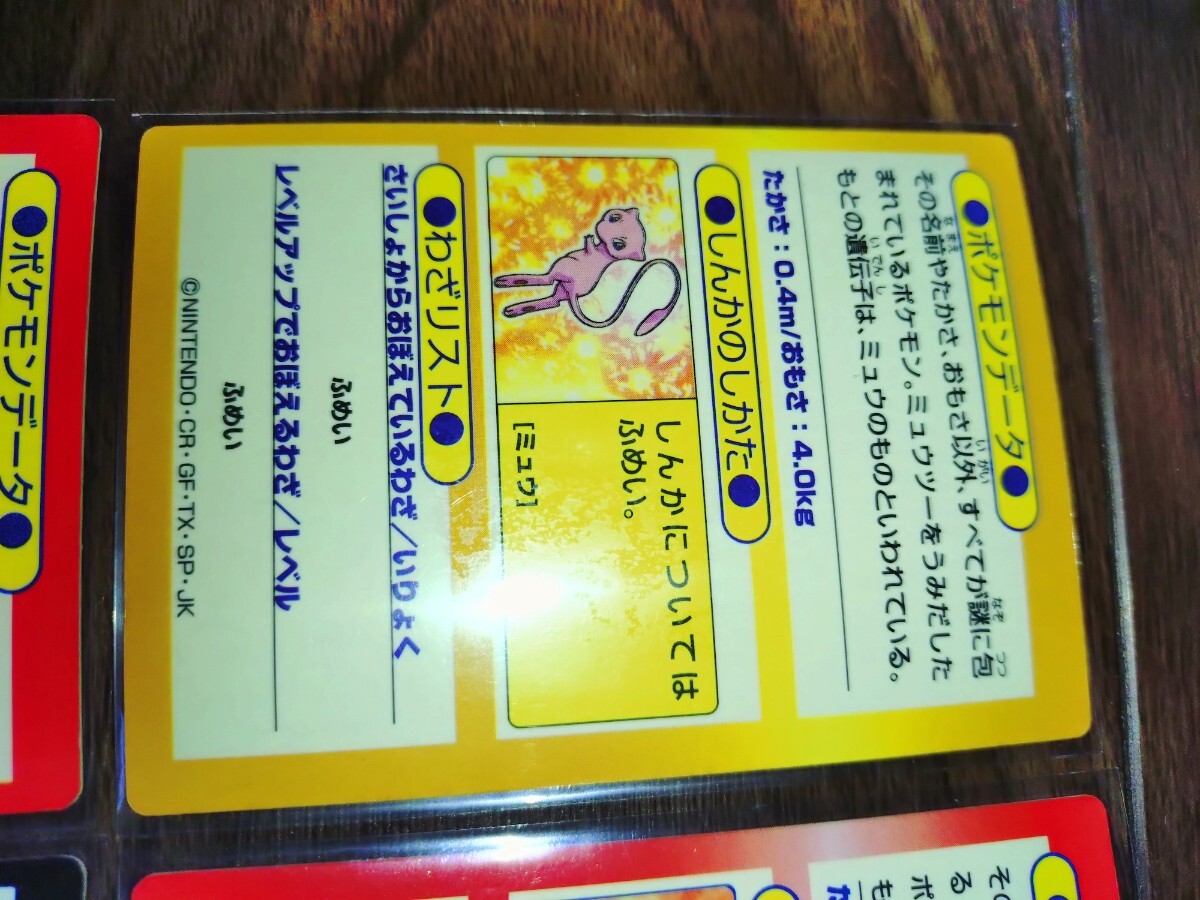 ●ポケモンデータ●
その名前やたかさ、おもさ以外、すべてが謎に包
まれているポケモン。ミュウツーをうみだした
もとの遺伝子は、ミュウのものといわれている。
たかさ：0.4m/おもさ：4.0kg
●しんかのしかた●
しんかについては
ふめい。
[ミュウ]
●わざリスト●
さいしょからおぼえているわざ/いりょく
ふめい
レベルアップでおぼえるわざ/レベル
ふめい
©NINTENDO・CR・GF・TX・SP・JK
●ポケモンデータ●
その
る
ポ
も
た